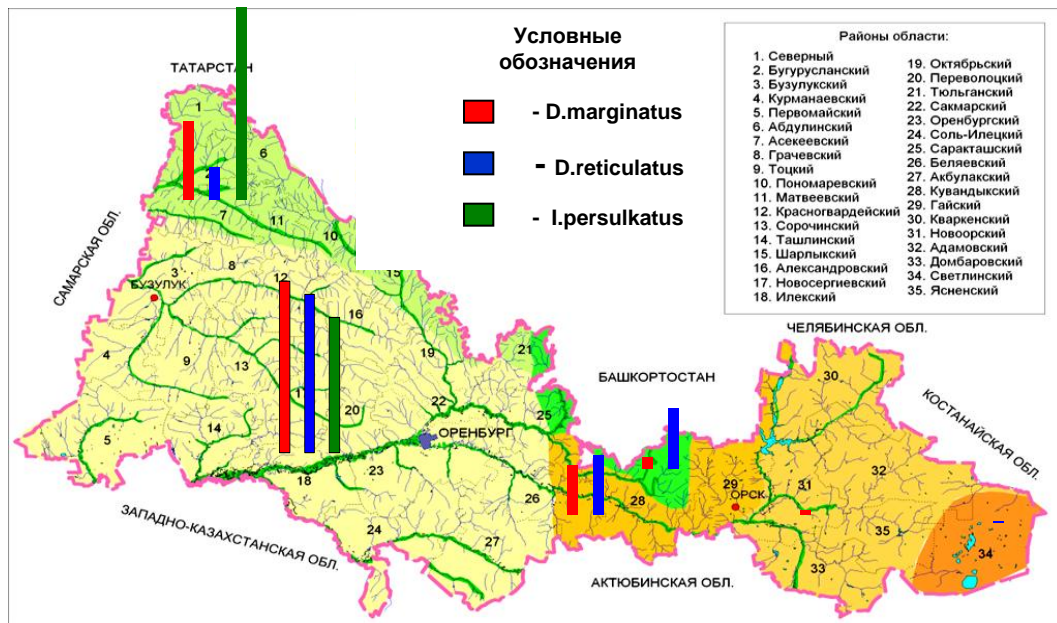 Условные
обозначения
- D.marginatus
- D.reticulatus
- I.persulkatus
Районы области:
1. Северный
2. Бугурусланский
3. Бузулукский
4. Курманаевский
5. Первомайский
6. Абдулинский
7. Асекеевский
8. Грачевский
9. Тоцкий
10. Пономаревский
11. Матвеевский
12. Красногвардейский
13. Сорочинский
14. Ташлинский
15. Шарлыкский
16. Александровский
17. Новосергиевский
18. Илекский
19. Октябрьский
20. Переволоцкий
21. Тюльганский
22. Сакмарский
23. Оренбургский
24. Соль-Илецкий
25. Саракташский
26. Беляевский
27. Акбулакский
28. Кувандыкский
29. Гайский
30. Кваркенский
31. Новоорский
32. Адамовский
33. Домбаровский
34. Светлинский
35. Ясненский
ТАТАРСТАН
1
6
2
7
11
10
САМАРСКАЯ ОБЛ.
3
8
12
15
БУЗУЛУК
16
ЧЕЛЯБИНСКАЯ ОБЛ.
4
9
13
19
21
БАШКОРТОСТАН
30
КОСТАНАЙСКАЯ ОБЛ.
1
20
22
25
14
5
ОРЕНБУРГ
23
18
26
28
29
ОРСК
31
32
ЗАПАДНО-КАЗАХСТАНСКАЯ ОБЛ.
24
27
35
34
33
АКТЮБИНСКАЯ ОБЛ.